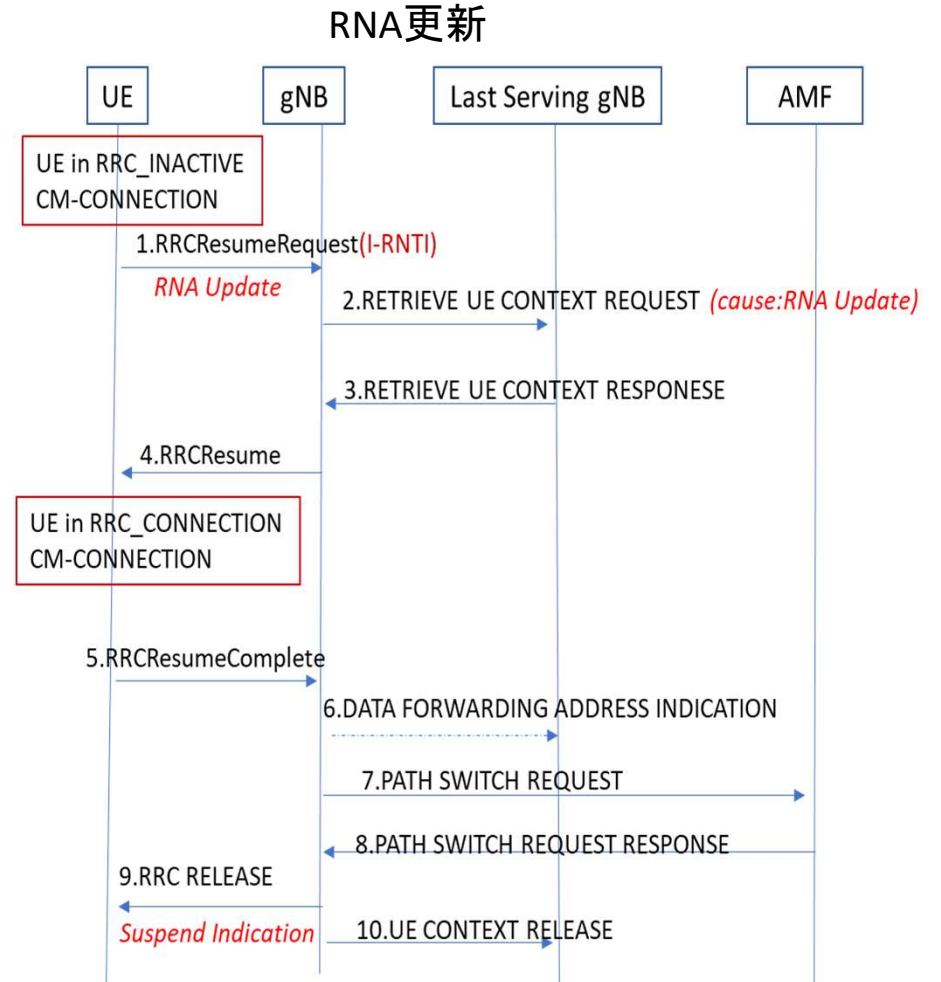 RNA更新
UE
gNB
Last Serving gNB
AMF
UE in RRC_INACTIVE
CM-CONNECTION
1.RRCResumeRequest(I-RNTI)
RNA Update
2.RETRIEVE UE CONTEXT REQUEST (cause:RNA Update)
3.RETRIEVE UE CONTEXT RESPONESE
4.RRCResume
UE in RRC_CONNECTION
CM-CONNECTION
5.RRCResumeComplete
6.DATA FORWARDING ADDRESS INDICATION
7.PATH SWITCH REQUEST
8.PATH SWITCH REQUEST RESPONSE
9.RRC RELEASE
Suspend Indication
10.UE CONTEXT RELEASE